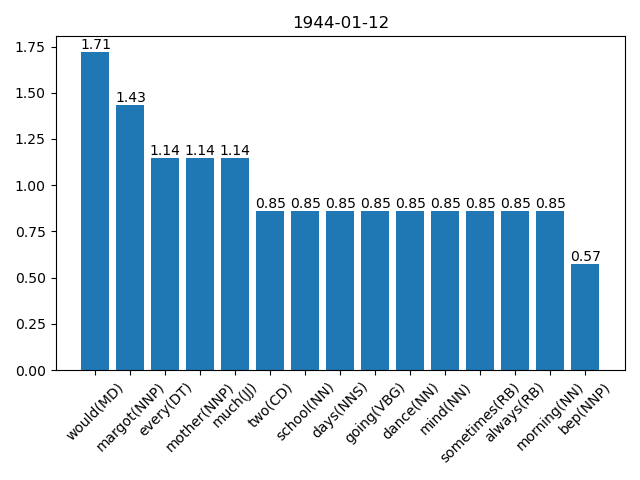 1944-01-12
1.75
1.50
1.25
1.00
0.75
0.50
0.25
0.00
1.71
1.43
1.14
1.14
1.14
0.85
0.85
0.85
0.85
0.85
0.85
0.85
0.85
0.85
0.57
would(MD)
margot(NNP)
every(DT)
mother(NNP)
much(JJ)
two(CD)
school(NN)
days(NNS)
going(VBG)
dance(NN)
mind(NN)
sometimes(RB)
always(RB)
morning(NN)
bep(NNP)